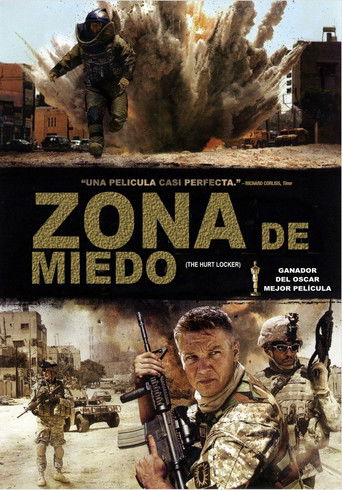 "UNA PELICULA CASI PERFECTA." - RICHARD CORLISS, Time
ZONA DE
MIEDO
(THE HURT LOCKER)
GANADOR
DEL OSCAR
MEJOR PELÍCULA